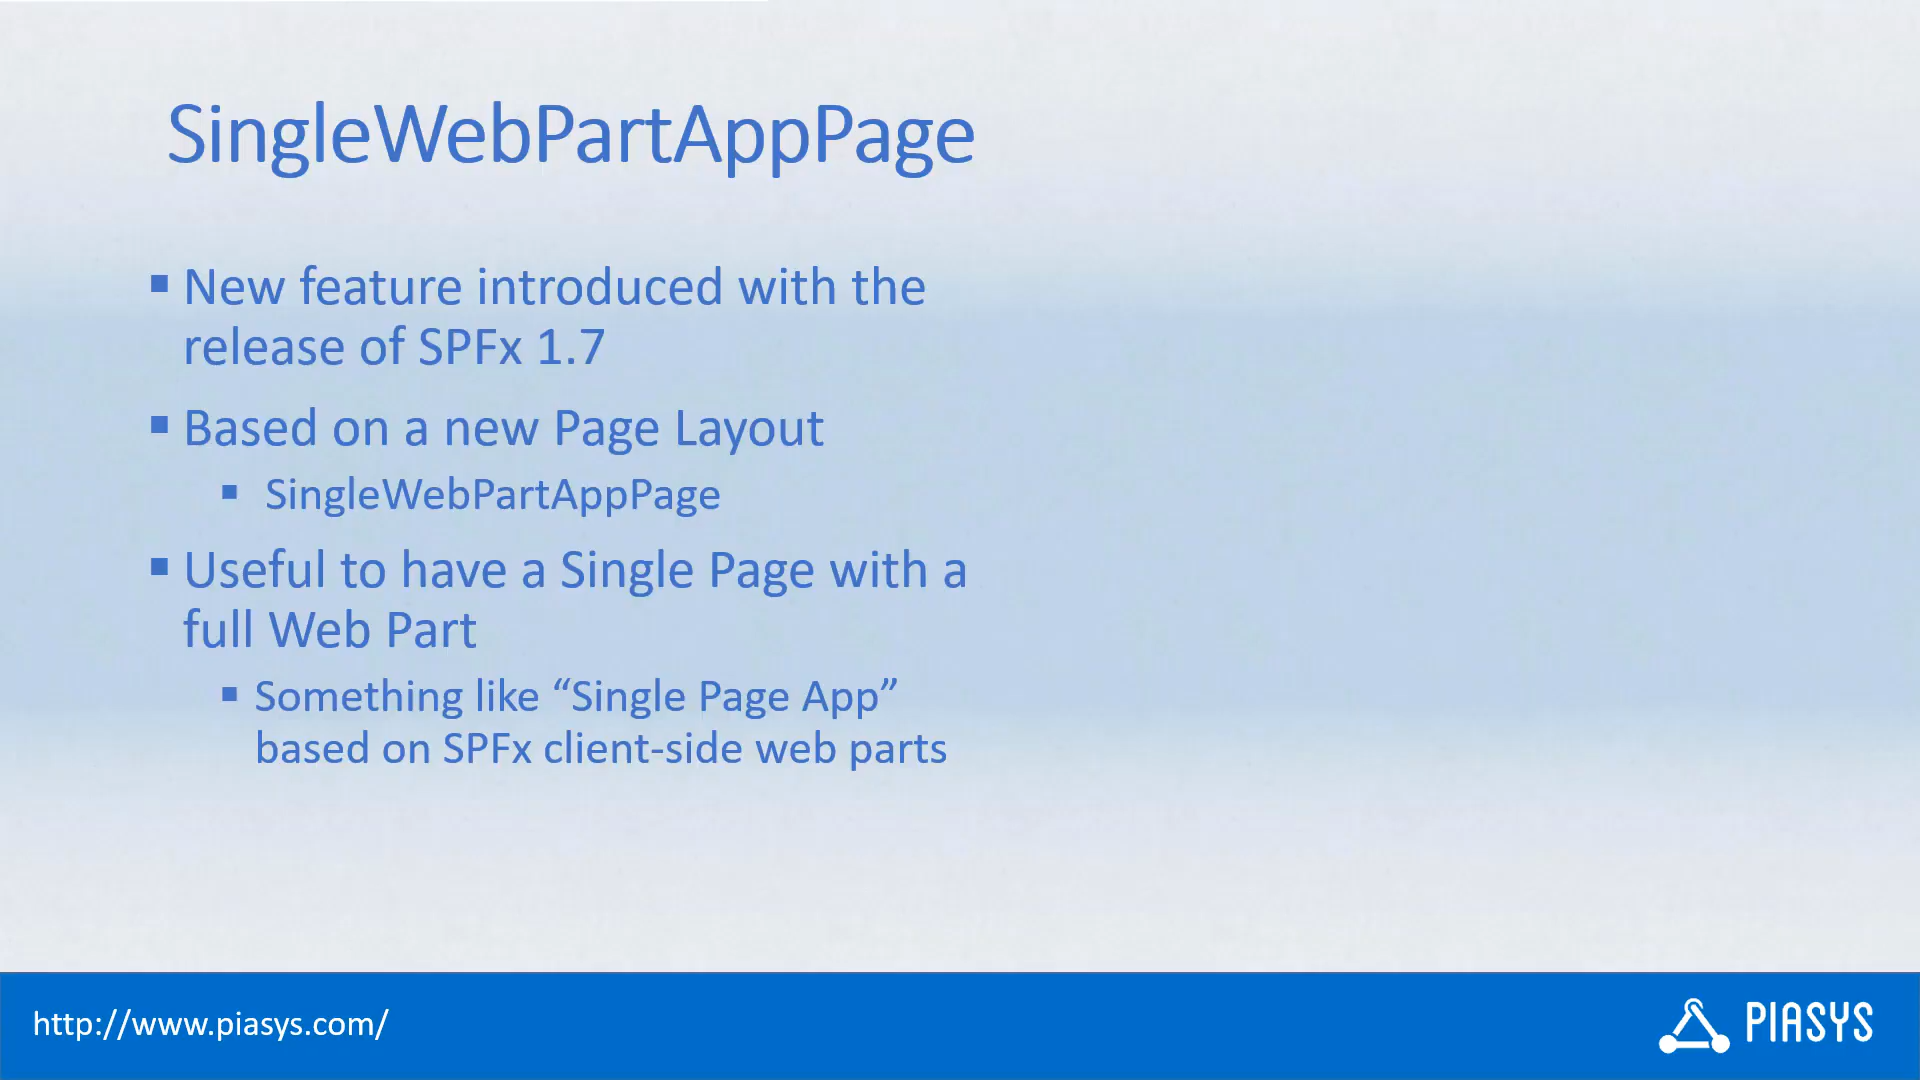 SingleWebPartAppPage
▪ New feature introduced with the
release of SPFx 1.7
▪ Based on a new Page Layout
▪ SingleWebPartAppPage
▪ Useful to have a Single Page with a
full Web Part
▪ Something like “Single Page App”
based on SPFx client-side web parts
http://www.piasys.com/
PIASYS